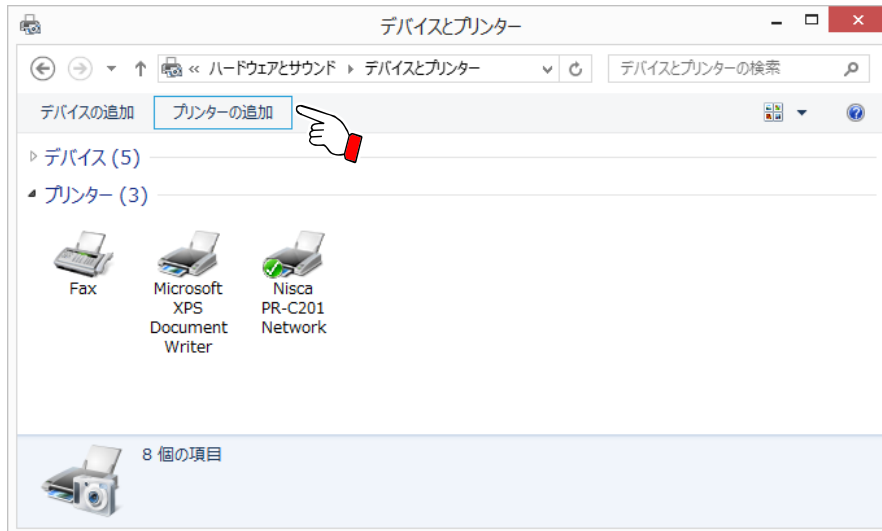 デバイスとプリンター
« ハードウェアとサウンド デバイスとプリンター デバイスとプリンターの検索
デバイスの追加 プリンターの追加
デバイス (5)
プリンター (3)
Fax
Microsoft
XPS
Document
Writer
Nisca
PR-C201
Network
8 個の項目